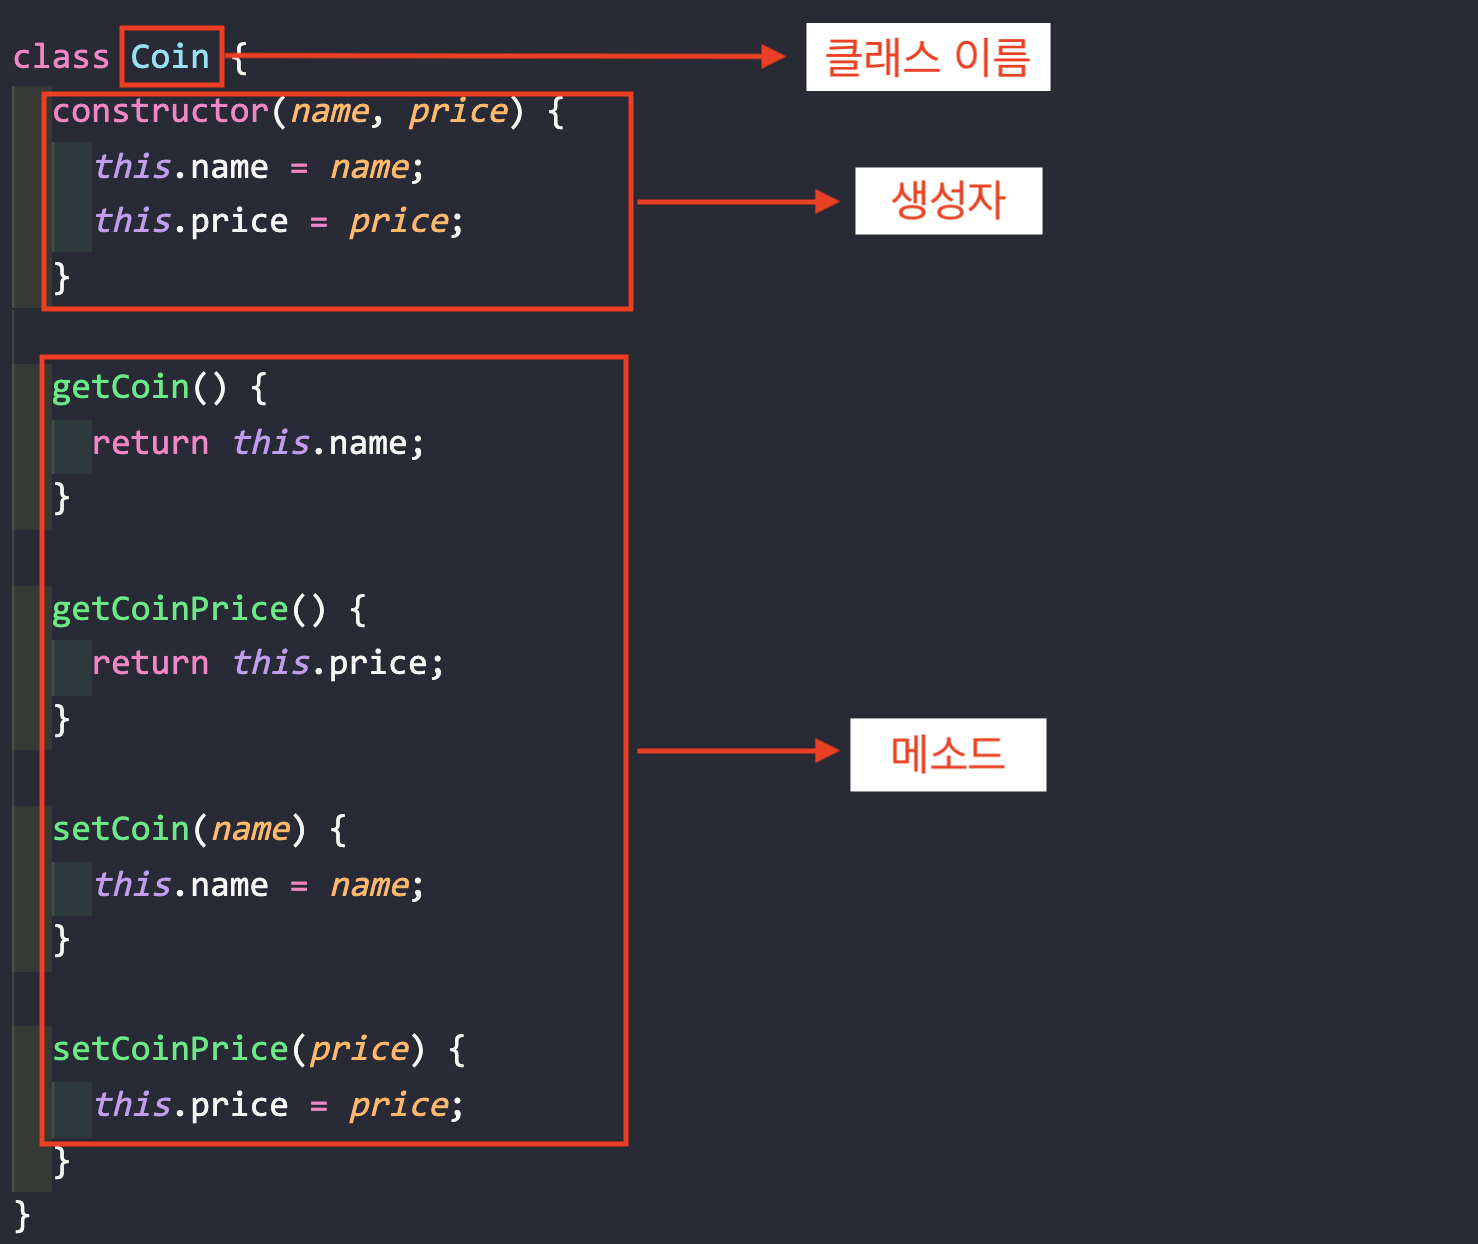 class Coin {
클래스 이름
constructor(name, price) {
this.name = name;
생성자
this.price = price;
}
getCoin() {
return this.name;
}
getCoinPrice() {
return this.price;
}
메소드
setCoin(name) {
this.name = name;
}
setCoinPrice(price) {
this.price = price;
}
}